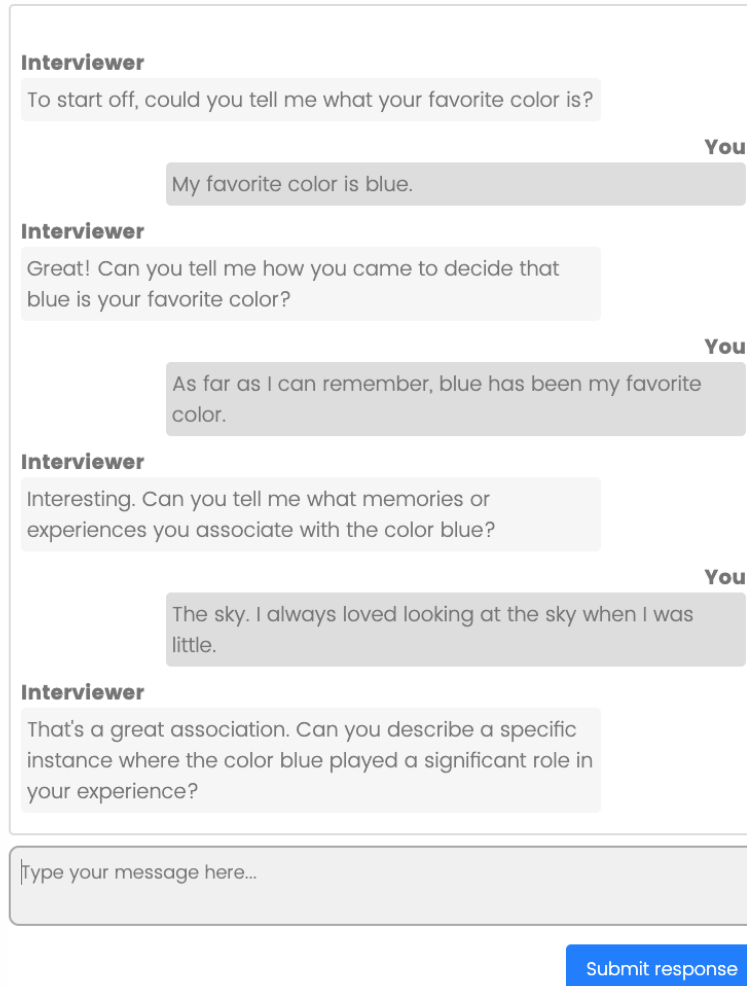 Interviewer
To start off, could you tell me what your favorite color is?
You
My favorite color is blue.
Interviewer
Great! Can you tell me how you came to decide that
blue is your favorite color?
You
As far as I can remember, blue has been my favorite
color.
Interviewer
Interesting. Can you tell me what memories or
experiences you associate with the color blue?
You
The sky. I always loved looking at the sky when I was
little.
Interviewer
That's a great association. Can you describe a specific
instance where the color blue played a significant role in
your experience?
Type your message here...
Submit response